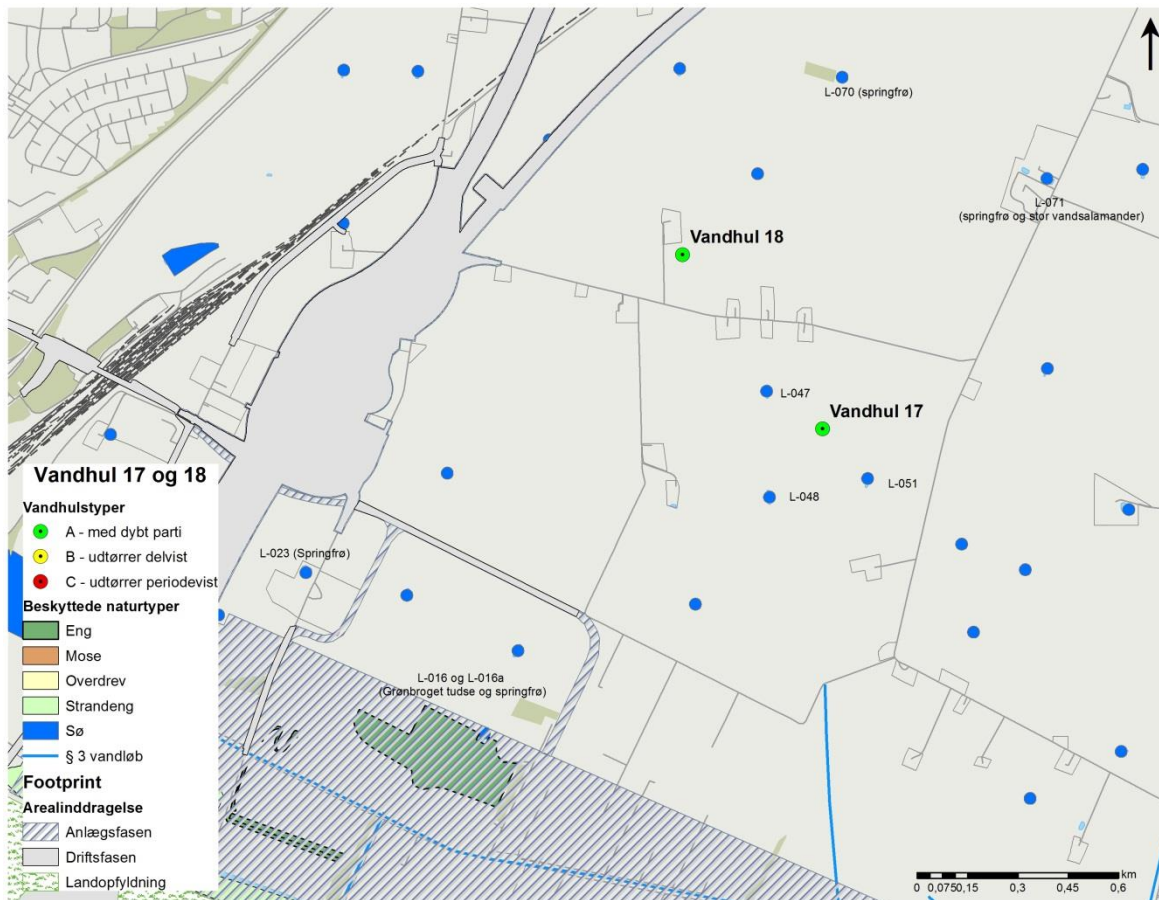 L-070 (springfrø)
L-071
(springfrø og stor vandsalamander)
Vandhul 18
L-047
Vandhul 17
L-051
L-048
L-023 (Springfrø)
L-016 og L-016a
(Grønbroget tudse og springfrø)
Vandhul 17 og 18
Vandhulstyper
A - med dybt parti
B - udtørrer delvist
C - udtørrer periodevist
Beskyttede naturtyper
Eng
Mose
Overdrev
Strandeng
Sø
§ 3 vandløb
Footprint
Arealinddragelse
Anlægsfasen
Driftsfasen
Landopfyldning
km
0 0,075 0,15 0,3 0,45 0,6